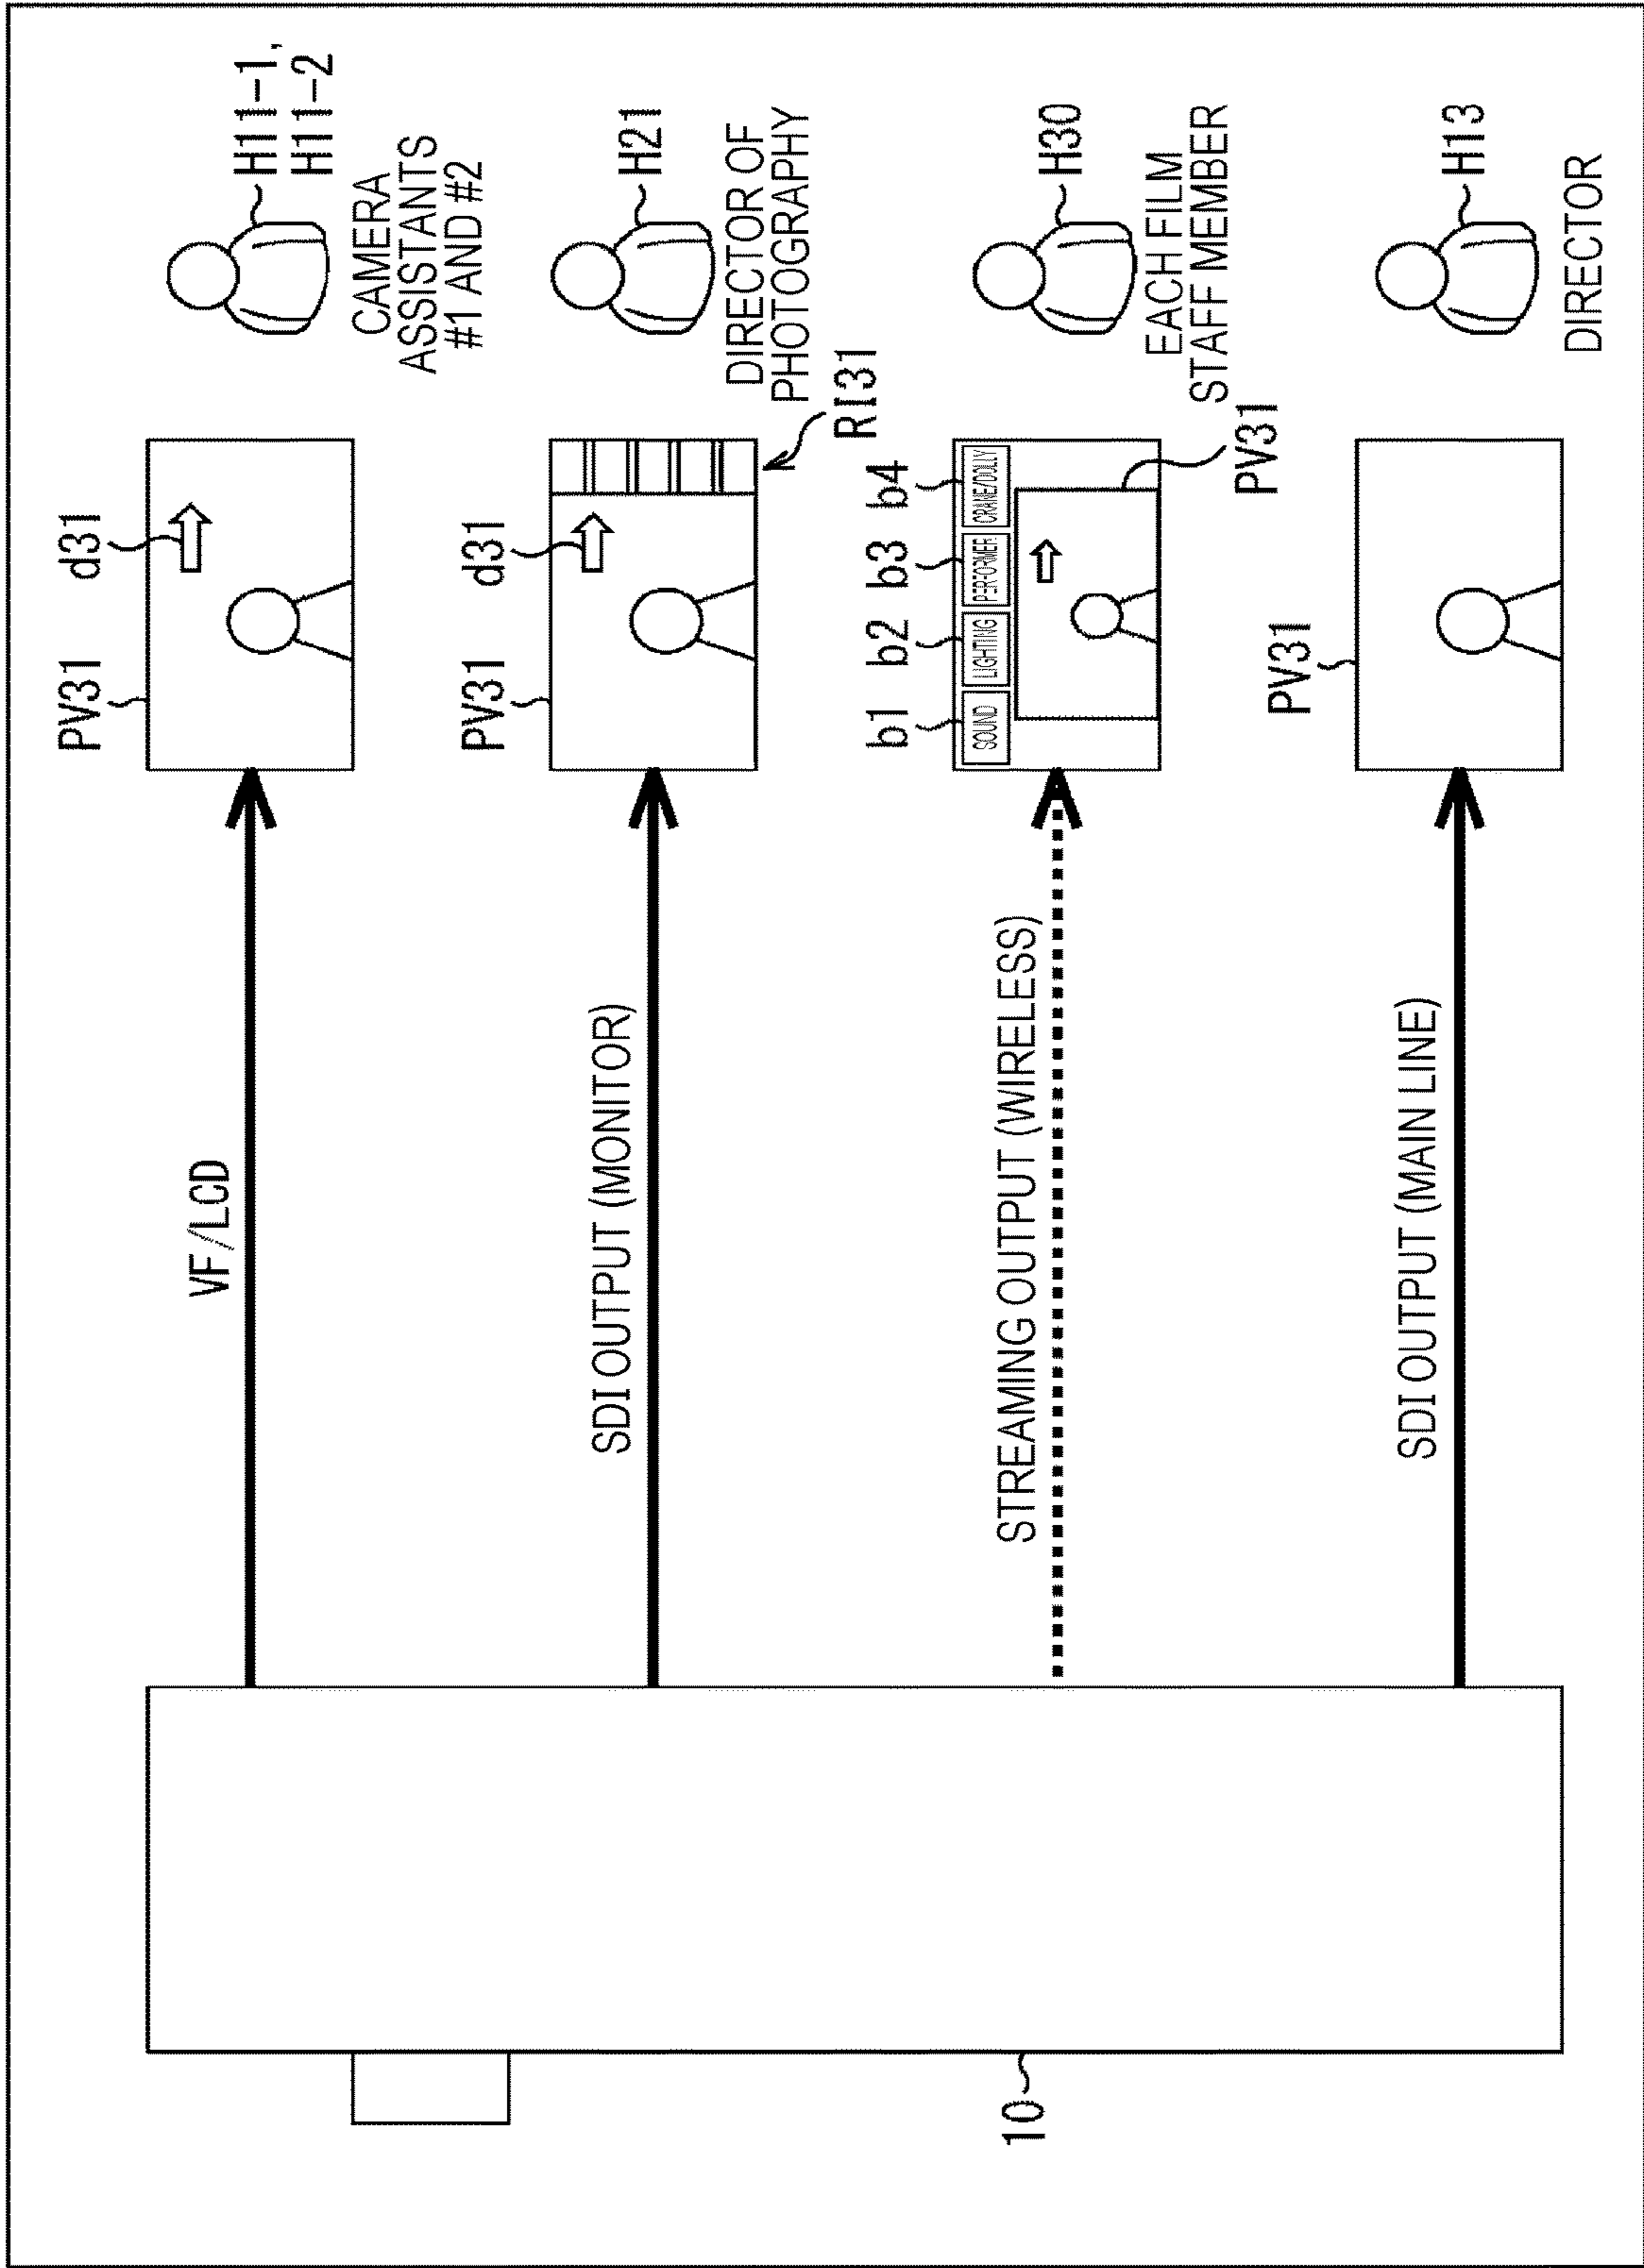 PV31
d31
H11-1,
H11-2
CAMERA
ASSISTANTS
#1 AND #2
VF/LCD
PV31
d31
H21
DIRECTOR OF
PHOTOGRAPHY
RI31
SDI OUTPUT (MONITOR)
b1
b2
b3
b4
H30
SOUND
LIGHTING
PERFORMER
CRANE/DOLLY
EACH FILM
STAFF MEMBER
PV31
STREAMING OUTPUT (WIRELESS)
10
PV31
H13
DIRECTOR
SDI OUTPUT (MAIN LINE)